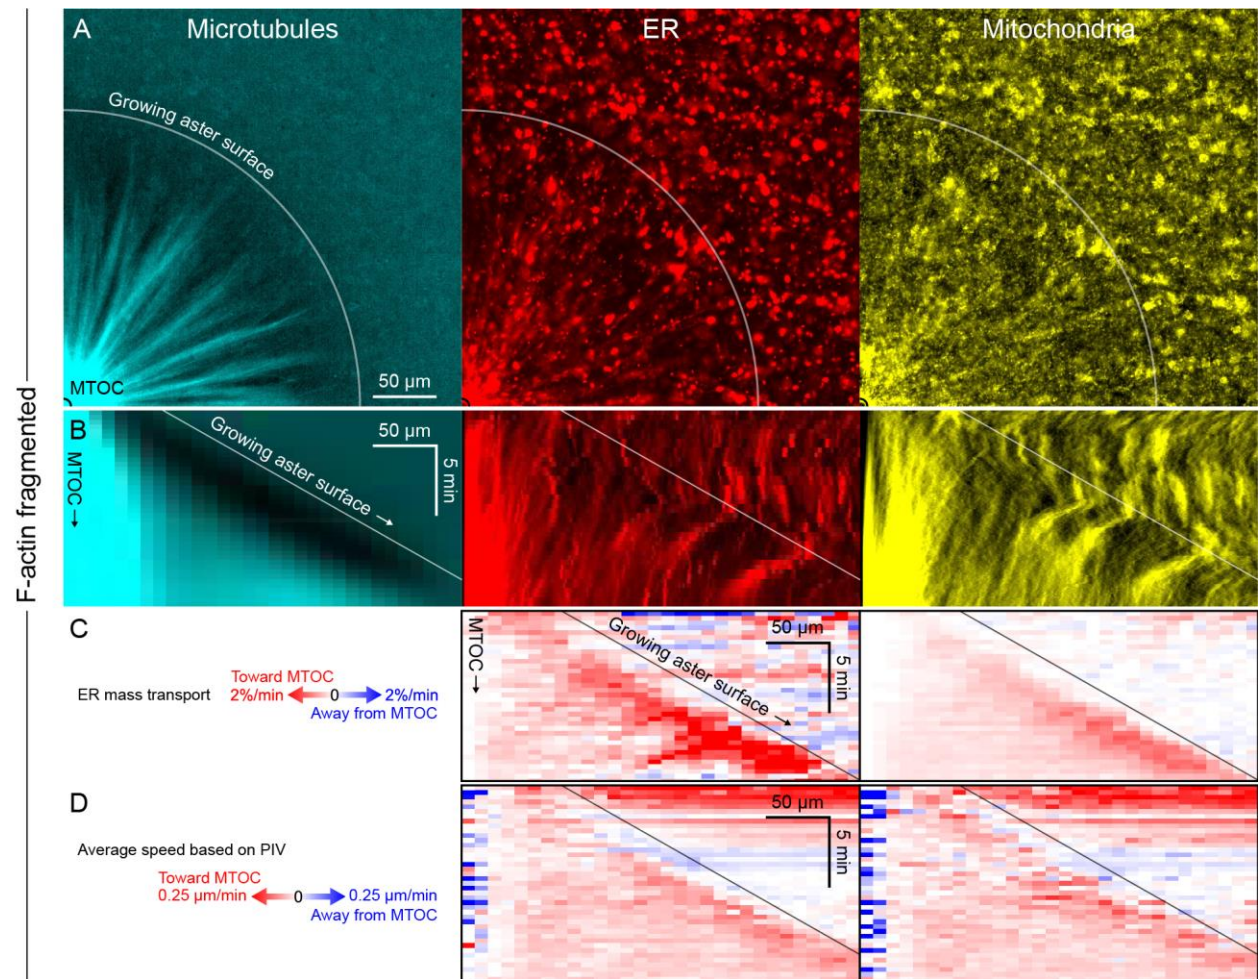 F-actin fragmented
A
Microtubules
ER
Mitochondria
Growing aster surface
MTOC
50 µm
B
MTOC →
Growing aster surface →
50 µm
5 min
C
ER mass transport
Toward MTOC
2%/min
0
2%/min
Away from MTOC
MTOC →
Growing aster surface →
50 µm
5 min
D
Average speed based on PIV
Toward MTOC
0.25 µm/min
0
0.25 µm/min
Away from MTOC
50 µm
5 min